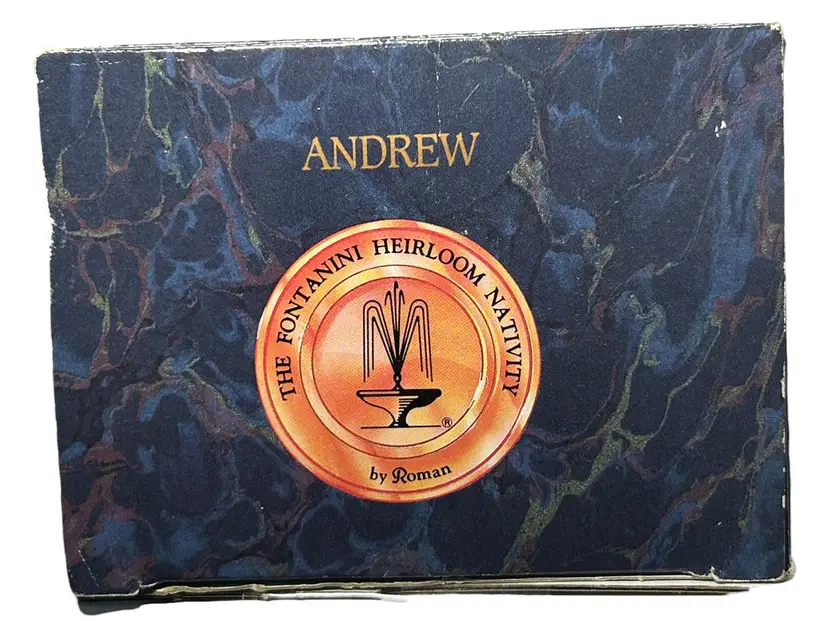 ANDREW
THE FONTANINI HEIRLOOM NATIVITY
®
by Roman